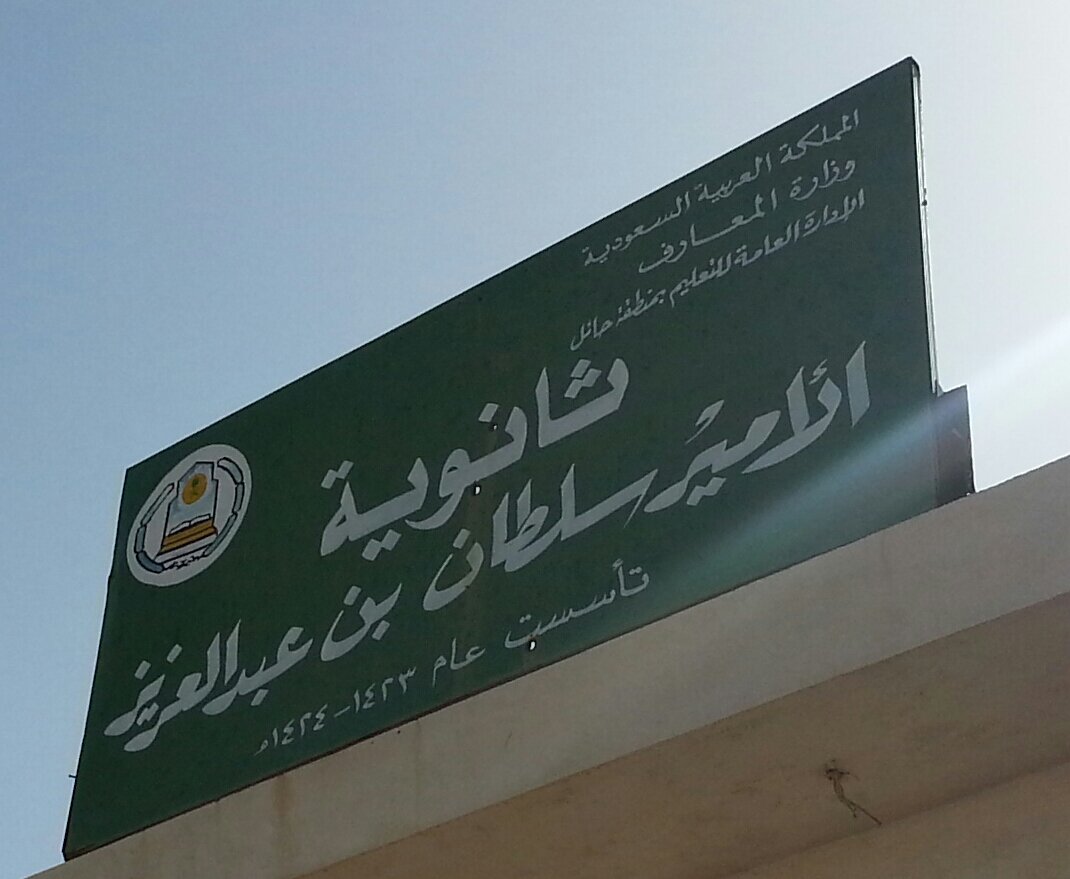 المملكة العربية السعودية
وزارة المعارف
الإدارة العامة للتعليم بمنطقة حائل
ثانوية
الأمير سلطان بن عبدالعزيز
تأسست عام ١٤٢٣-١٤٢٤هـ